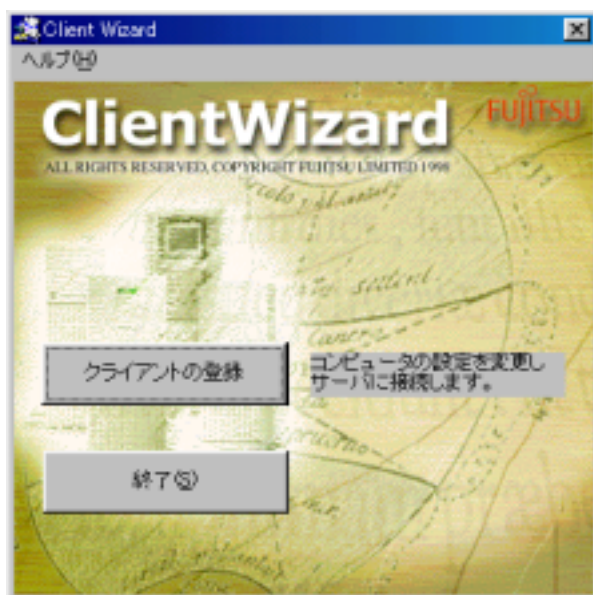 Client Wizard
ヘルプ(H)
ClientWizard
FUJITSU
ALL RIGHTS RESERVED, COPYRIGHT FUJITSU LIMITED 1998
クライアントの登録
コンピュータの設定を変更し
サーバに接続します。
終了(S)